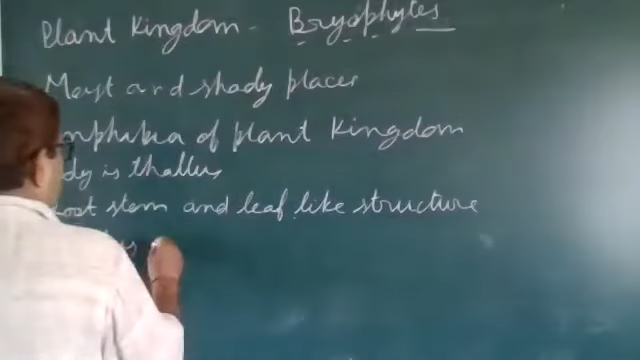 Plant Kingdom - Bryophytes
Moyst and shady places
mphibia of plant Kingdom
dy is thallus
oot stem and leaf like structure